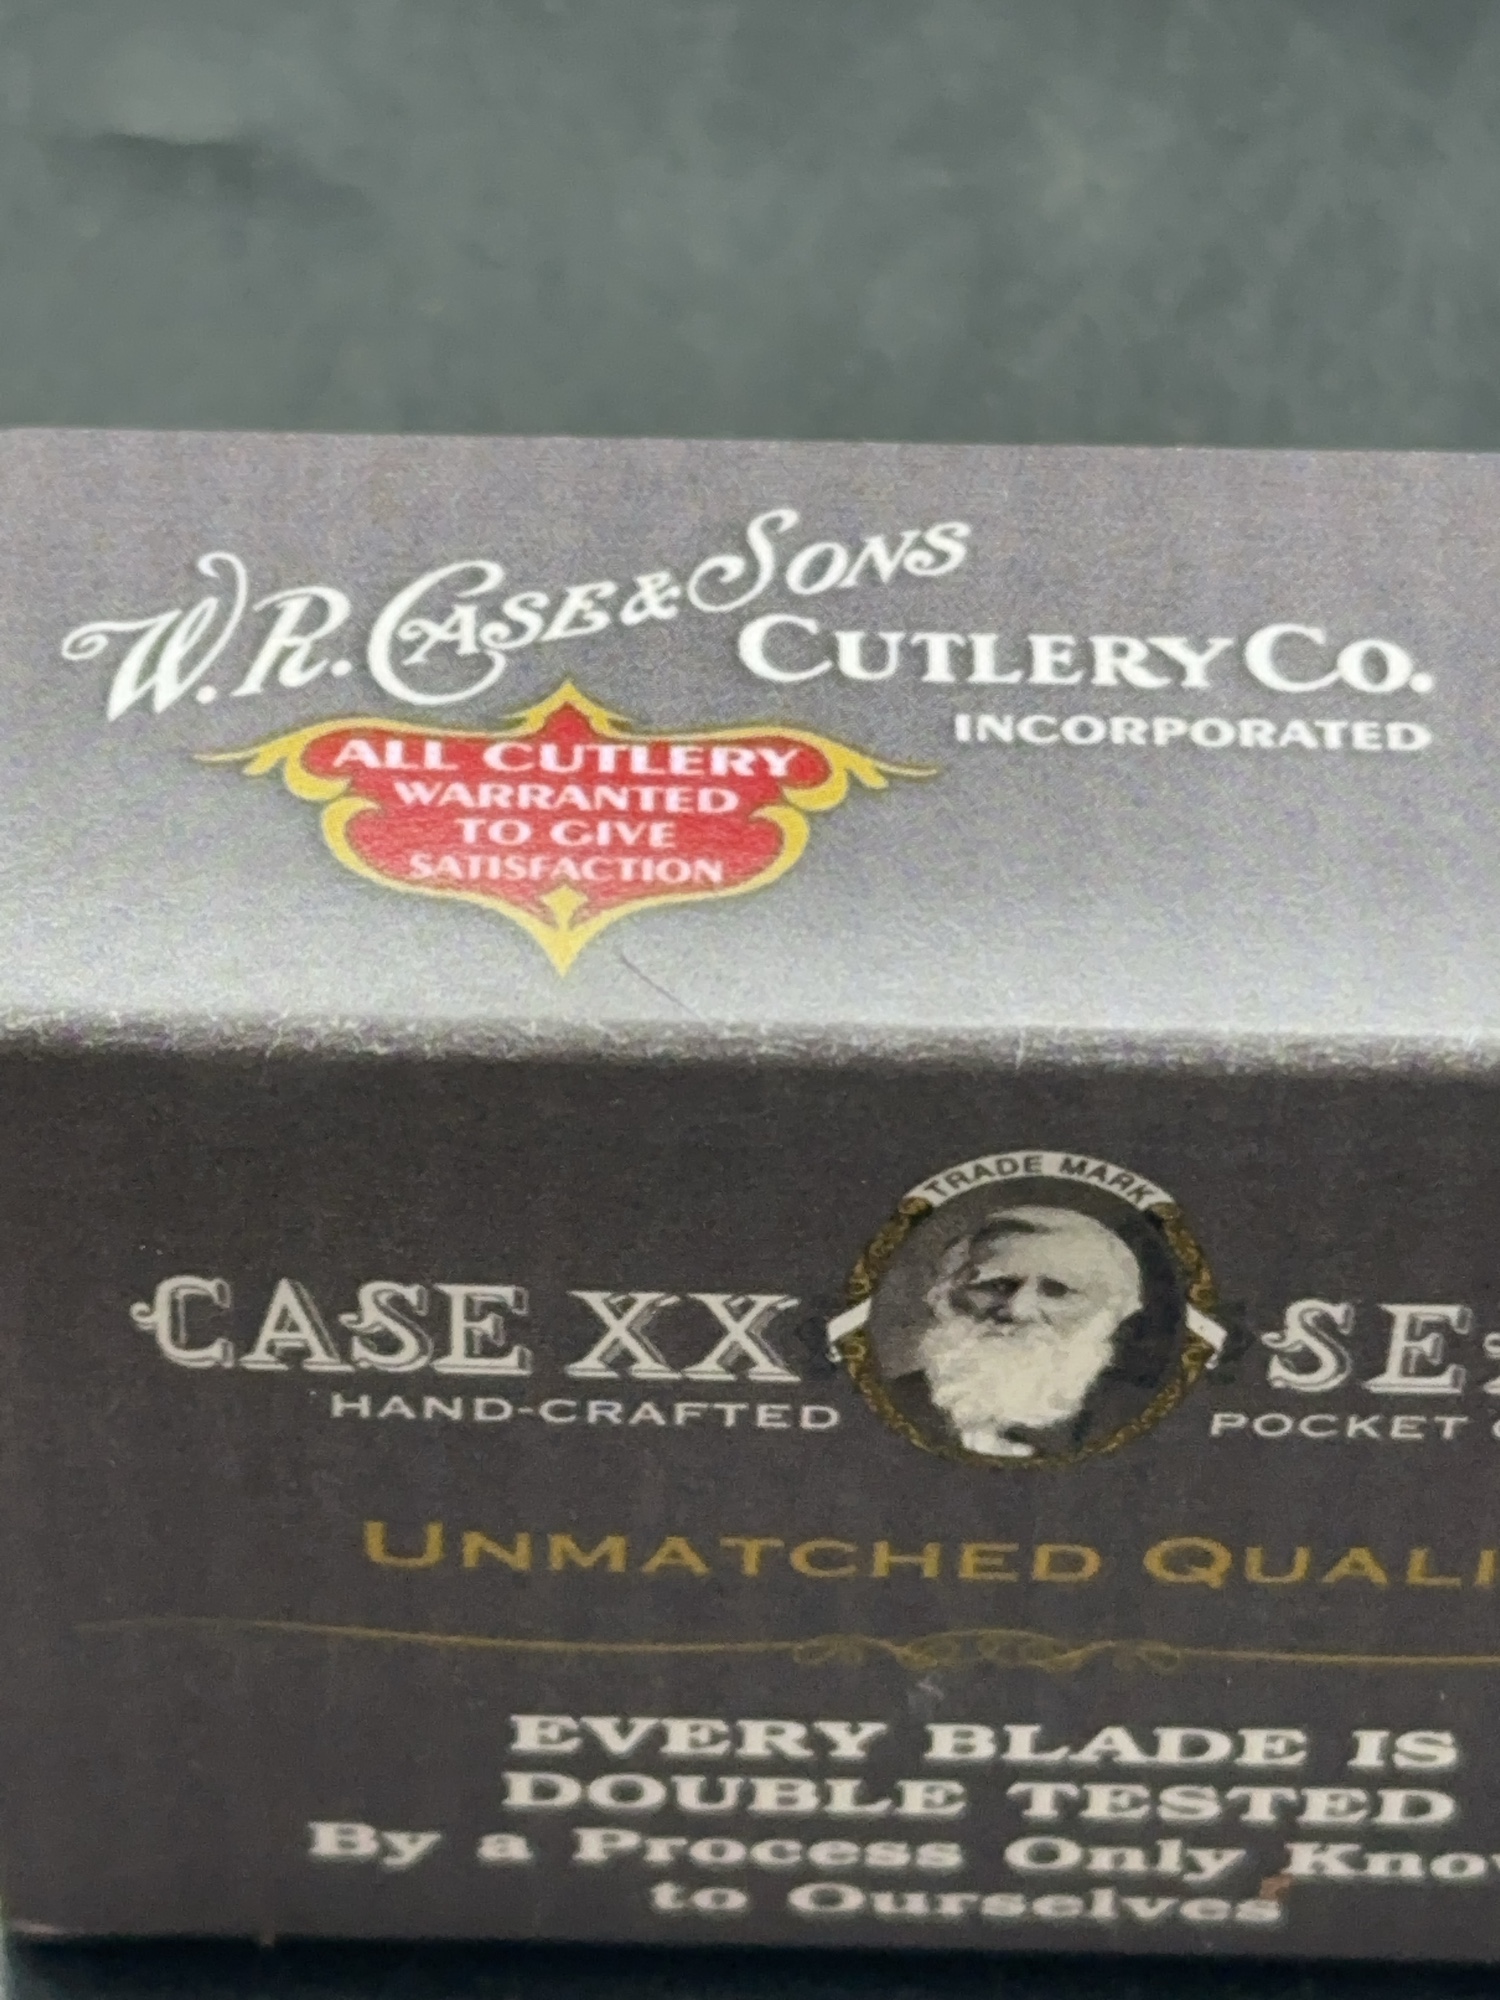 W.R. CASE & SONS
CUTLERY CO.
INCORPORATED
ALL CUTLERY
WARRANTED
TO GIVE
SATISFACTION
TRADE MARK
CASE XX
HAND-CRAFTED
POCKET
UNMATCHED
EVERY BLADE IS
DOUBLE TESTED
By a Process Only
to Ourselves